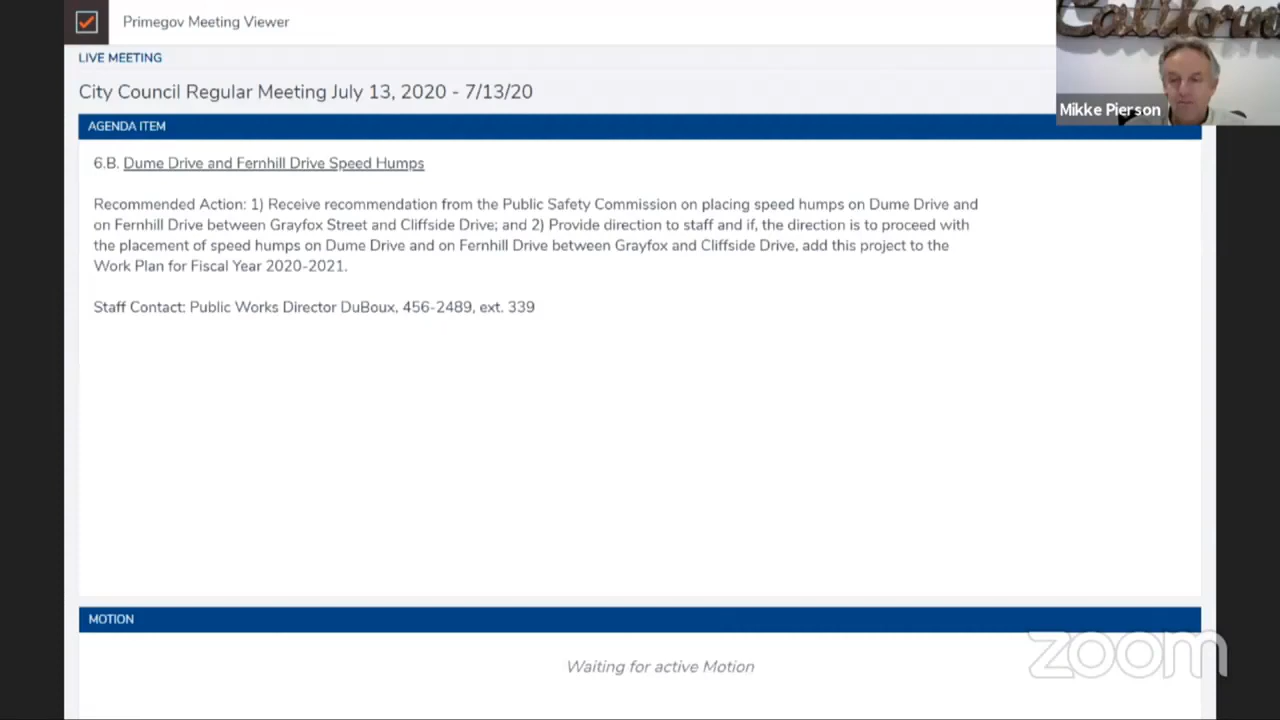 Primegov Meeting Viewer
Californ
Mikke Pierson
LIVE MEETING
City Council Regular Meeting July 13, 2020 - 7/13/20
AGENDA ITEM
6.B. Dume Drive and Fernhill Drive Speed Humps
Recommended Action: 1) Receive recommendation from the Public Safety Commission on placing speed humps on Dume Drive and
on Fernhill Drive between Grayfox Street and Cliffside Drive; and 2) Provide direction to staff and if, the direction is to proceed with
the placement of speed humps on Dume Drive and on Fernhill Drive between Grayfox and Cliffside Drive, add this project to the
Work Plan for Fiscal Year 2020-2021.
Staff Contact: Public Works Director DuBoux, 456-2489, ext. 339
MOTION
Waiting for active Motion
zoom